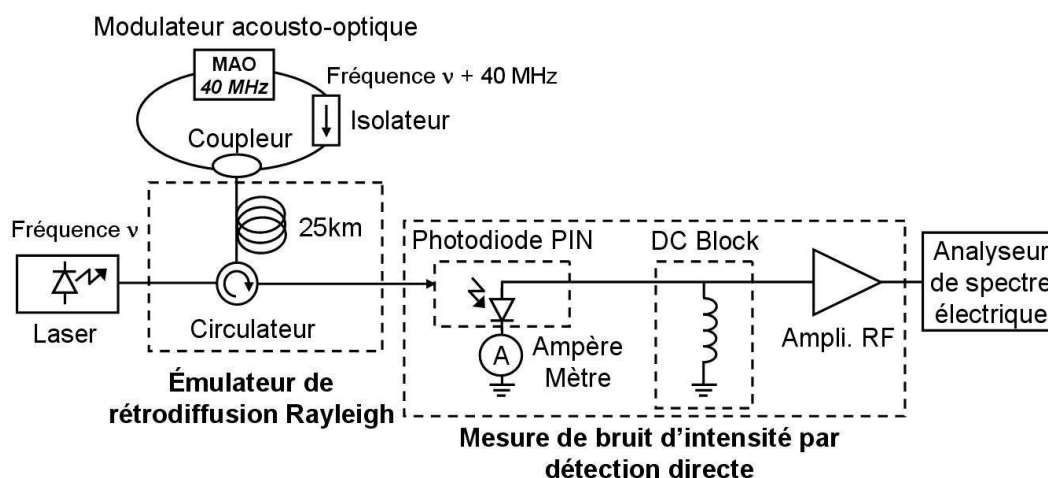 Modulateur acousto-optique
MAO
40 MHz
Fréquence ν + 40 MHz
Isolateur
Coupleur
25km
Fréquence ν
Laser
Circulateur
Émulateur de
rétrodiffusion Rayleigh
Photodiode PIN
DC Block
A
Ampère
Mètre
Ampli. RF
Analyseur
de spectre
électrique
Mesure de bruit d'intensité par
détection directe